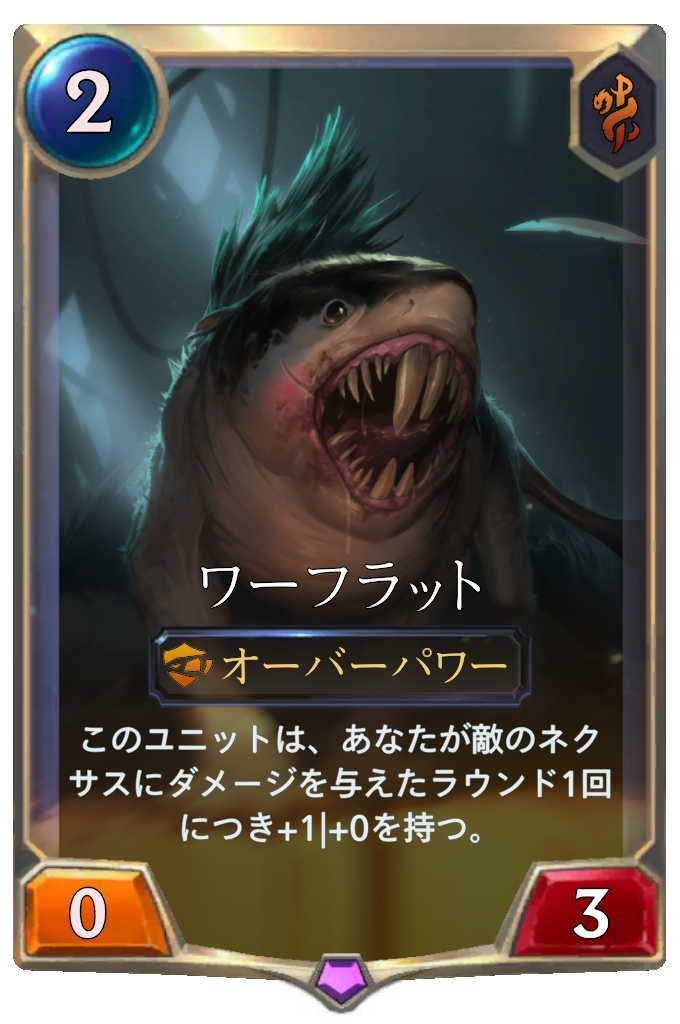 2
ワーフラット
オーバーパワー
このユニットは、あなたが敵のネク
サスにダメージを与えたラウンド1回
につき+1|+0を持つ。
0
3